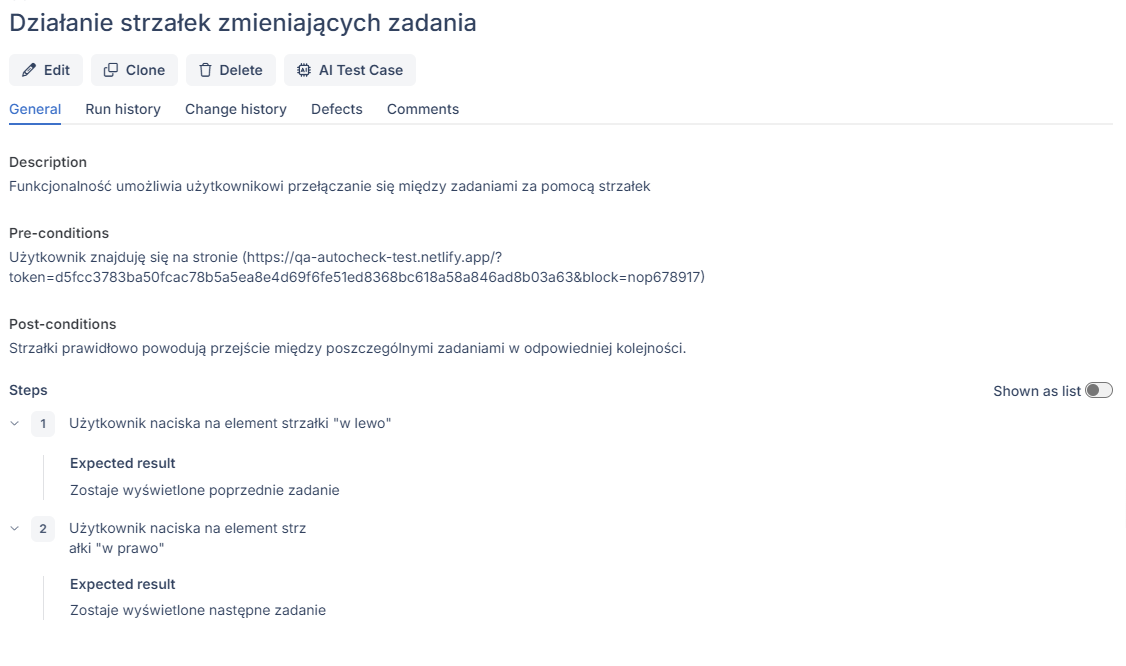 Działanie strzałek zmieniających zadania
Edit Clone Delete AI Test Case
General Run history Change history Defects Comments
Description
Funkcjonalność umożliwia użytkownikowi przełączanie się między zadaniami za pomocą strzałek
Pre-conditions
Użytkownik znajduję się na stronie (https://qa-autocheck-test.netlify.app/?
token=d5fcc3783ba50fcac78b5a5ea8e4d69f6fe51ed8368bc618a58a846ad8b03a63&block=nop678917)
Post-conditions
Strzałki prawidłowo powodują przejście między poszczególnymi zadaniami w odpowiedniej kolejności.
Steps Shown as list
1 Użytkownik naciska na element strzałki "w lewo"
Expected result
Zostaje wyświetlone poprzednie zadanie
2 Użytkownik naciska na element strz
ałki "w prawo"
Expected result
Zostaje wyświetlone następne zadanie